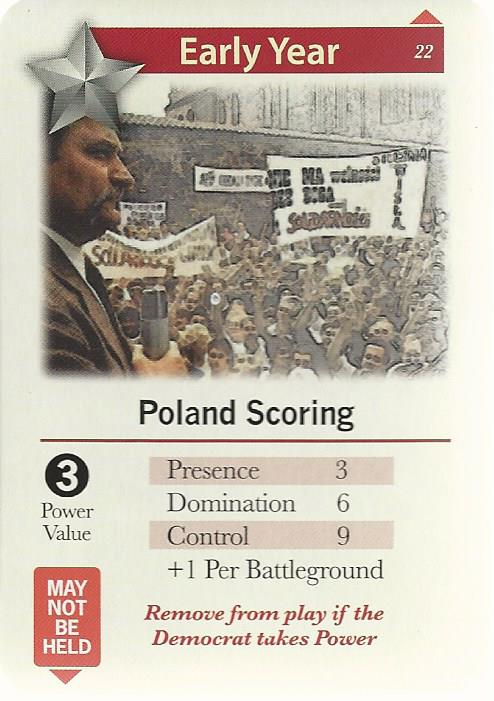 Early Year
22
SOLIDARNOŚĆ
Poland Scoring
3
Power
Value
Presence 3
Domination 6
Control 9
+1 Per Battleground
MAY
NOT
BE
HELD
Remove from play if the
Democrat takes Power